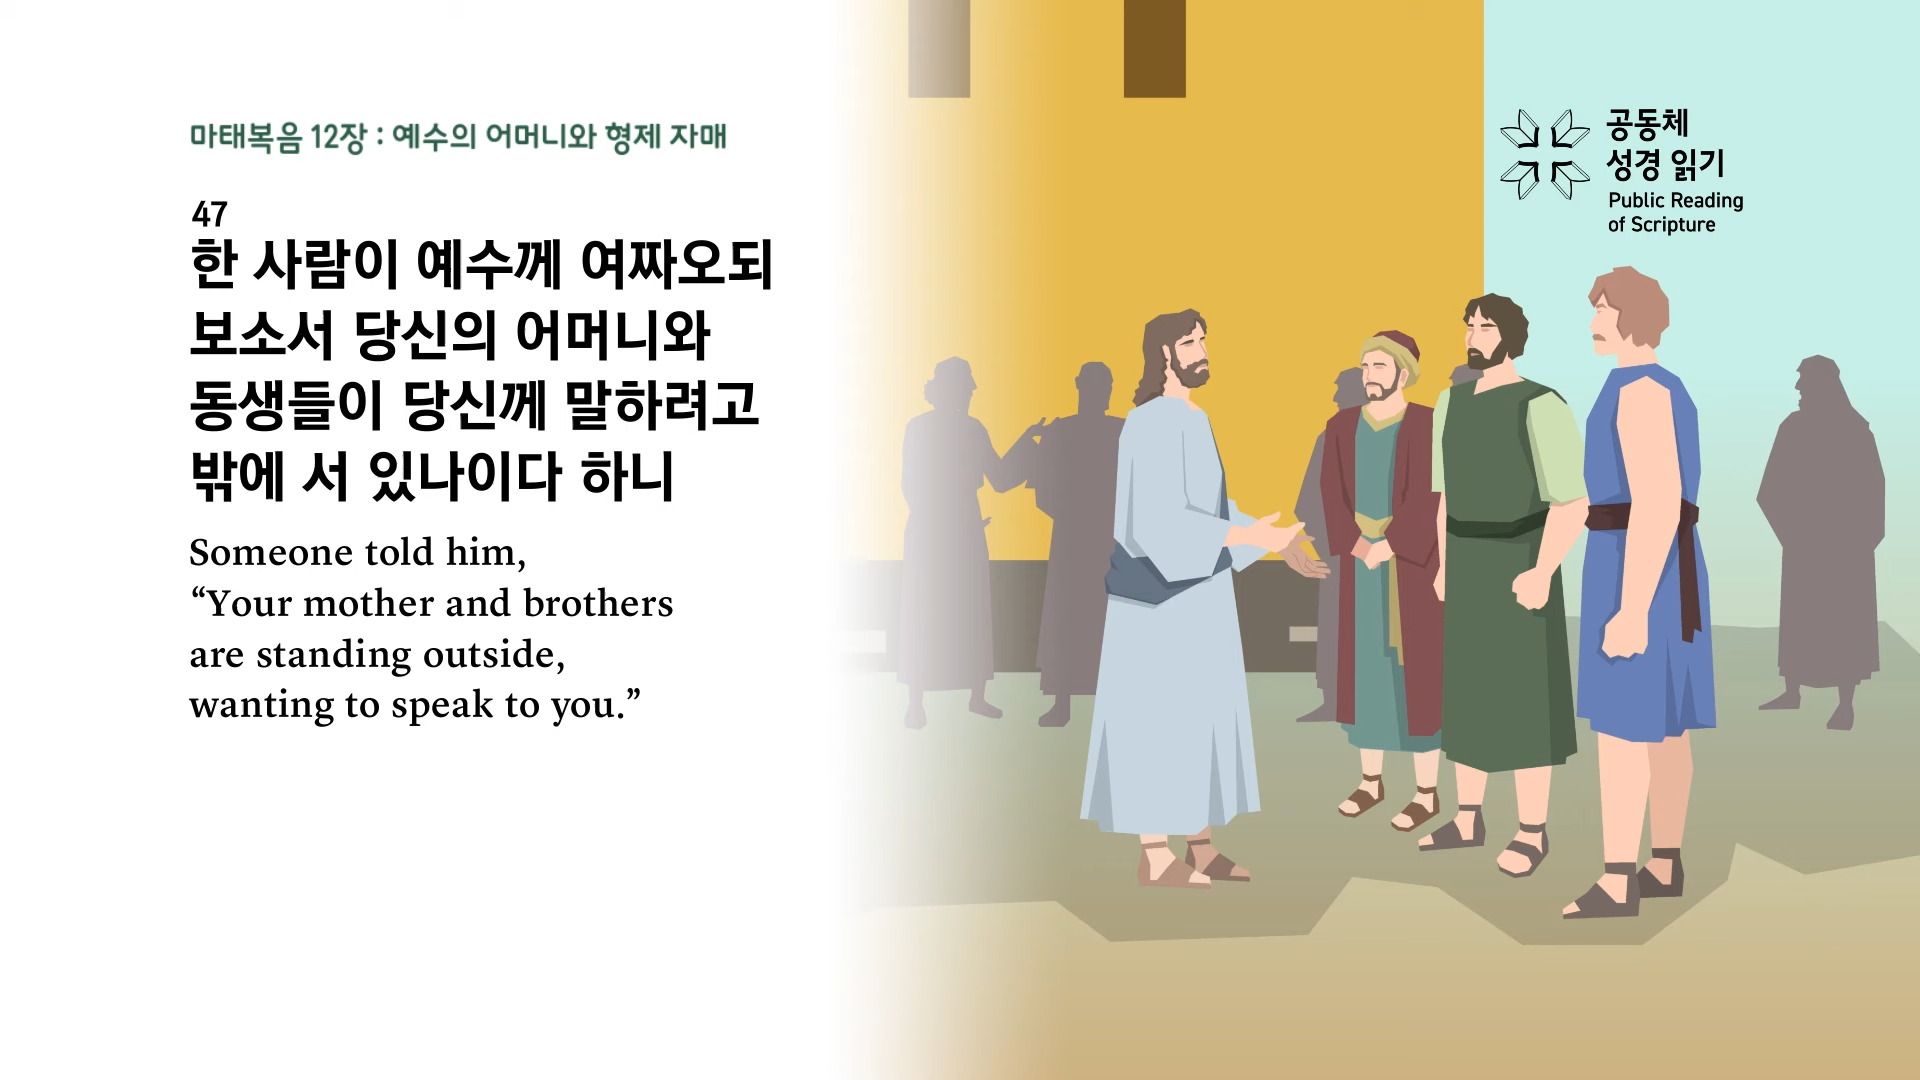 마태복음 12장 : 예수의 어머니와 형제 자매
47
한 사람이 예수께 여짜오되
보소서 당신의 어머니와
동생들이 당신께 말하려고
밖에 서 있나이다 하니
Someone told him,
“Your mother and brothers
are standing outside,
wanting to speak to you.”
공동체
성경 읽기
Public Reading
of Scripture